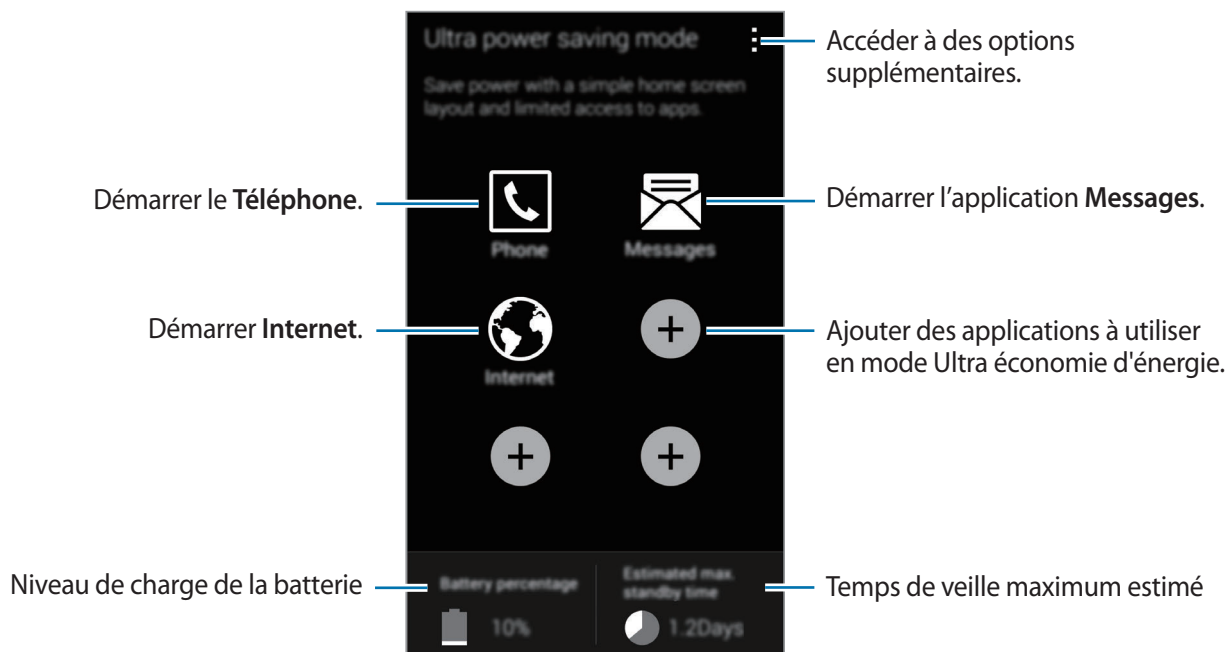 Ultra power saving mode
Accéder à des options
supplémentaires.
Save power with a simple home screen
layout and limited access to apps.
Démarrer le Téléphone.
Démarrer l’application Messages.
Phone
Messages
Démarrer Internet.
Ajouter des applications à utiliser
en mode Ultra économie d'énergie.
Internet
Niveau de charge de la batterie
Battery percentage
10%
Estimated max.
standby time
1.2Days
Temps de veille maximum estimé